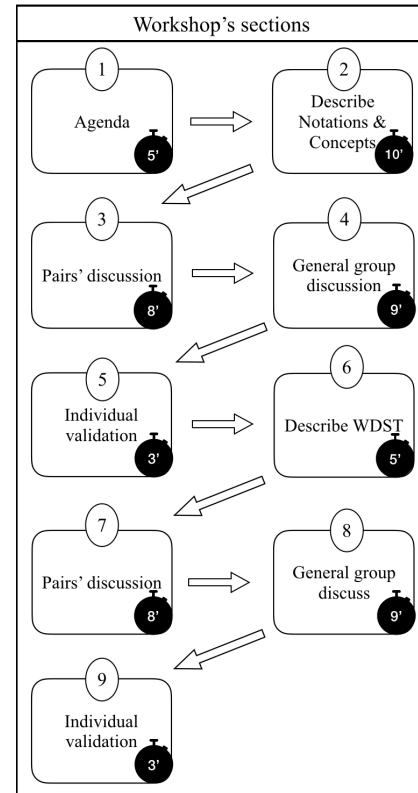 Workshop's sections
1
Agenda
5'
2
Describe
Notations &
Concepts
10'
3
Pairs' discussion
8'
4
General group
discussion
9'
5
Individual
validation
3'
6
Describe WDST
5'
7
Pairs' discussion
8'
8
General group
discuss
9'
9
Individual
validation
3'